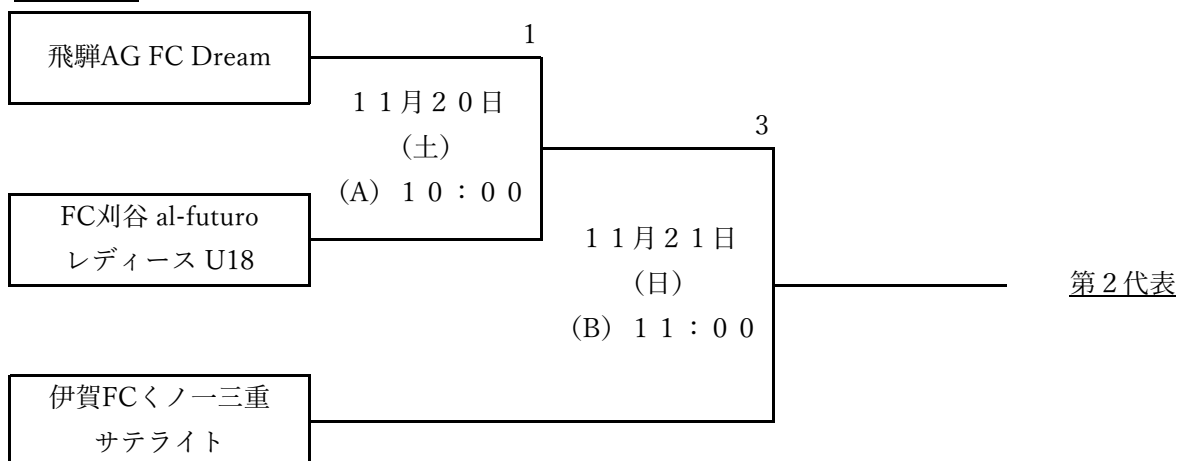 飛騨AG FC Dream
1
１１月２０日
（土）
（A）１０：００
3
FC刈谷 al-futuro
レディース U18
１１月２１日
（日）
（B）１１：００
第２代表
伊賀FCくノ一三重
サテライト